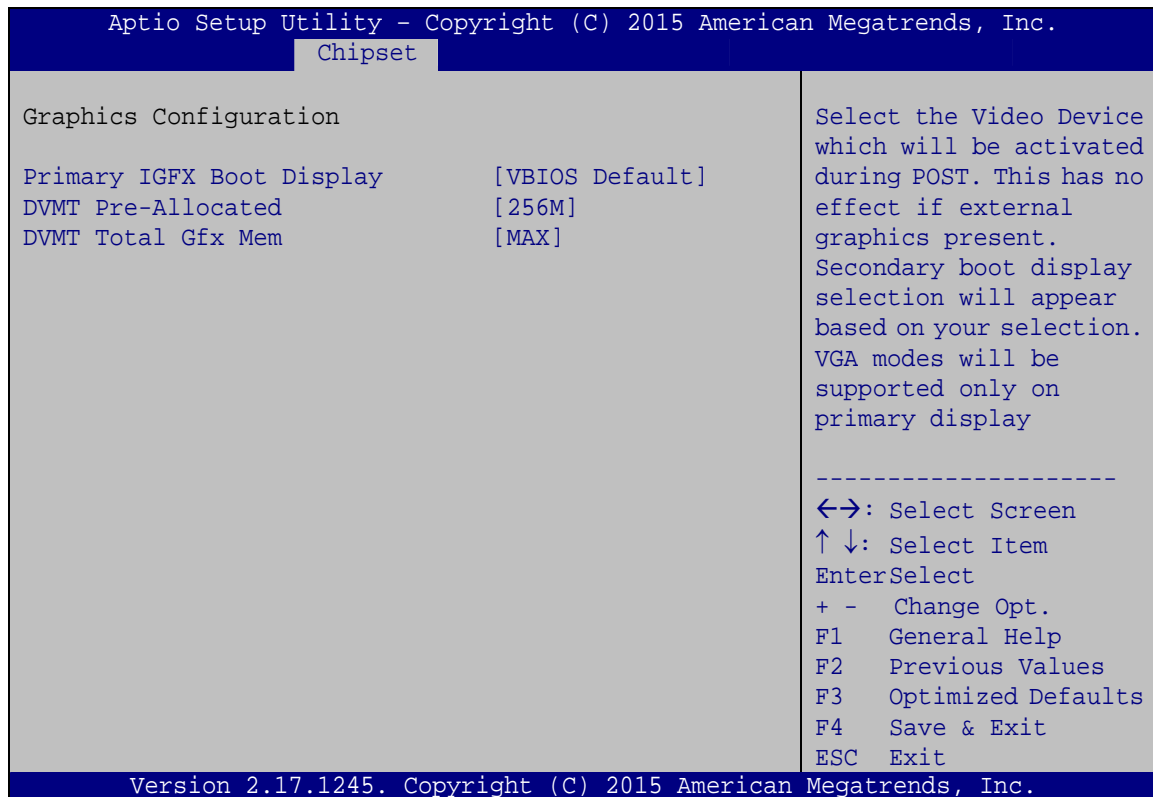 Aptio Setup Utility – Copyright (C) 2015 American Megatrends, Inc.
Chipset
Graphics Configuration
Primary IGFX Boot Display [VBIOS Default]
DVMT Pre-Allocated [256M]
DVMT Total Gfx Mem [MAX]
Select the Video Device
which will be activated
during POST. This has no
effect if external
graphics present.
Secondary boot display
selection will appear
based on your selection.
VGA modes will be
supported only on
primary display
---------------------
←→: Select Screen
↑ ↓: Select Item
EnterSelect
+ - Change Opt.
F1 General Help
F2 Previous Values
F3 Optimized Defaults
F4 Save & Exit
ESC Exit
Version 2.17.1245. Copyright (C) 2015 American Megatrends, Inc.